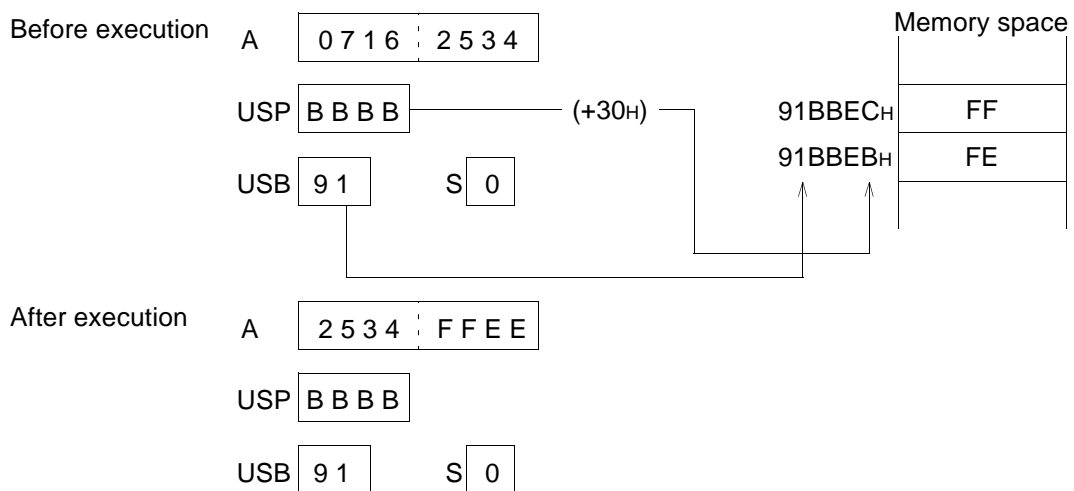 Before execution A 0716 2534 Memory space
USP BBBB (+30H) 91BBECH FF
91BBEBH FE
USB 91 S 0
After execution A 2534 FFEE
USP BBBB
USB 91 S 0